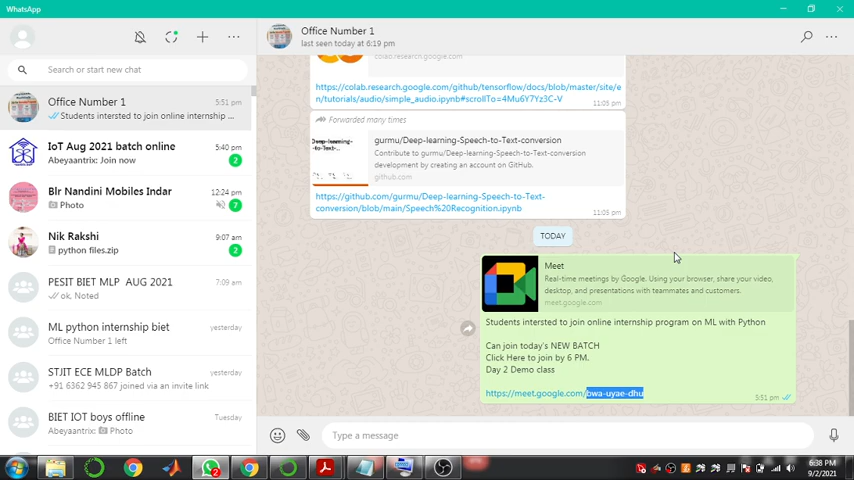 WhatsApp
Search or start new chat
Office Number 1
5:51 pm
Students intersted to join online internship ...
IoT Aug 2021 batch online
5:40 pm
Abeyaantrix: Join now
2
Blr Nandini Mobiles Indar
12:24 pm
Photo
7
Nik Rakshi
9:07 am
python files.zip
2
PESIT BIET MLP AUG 2021
7:09 am
ok, Noted
ML python internship biet
yesterday
Office Number 1 left
STJIT ECE MLDP Batch
yesterday
+91 6362 945 867 joined via an invite link
BIET IOT boys offline
Tuesday
Abeyaantrix: Photo
Office Number 1
last seen today at 6:19 pm
colab.research.google.com
https://colab.research.google.com/github/tensorflow/docs/blob/master/site/e
n/tutorials/audio/simple_audio.ipynb#scrollTo=4Mu6Y7Yz3C-V
11:05 pm
Forwarded many times
Deep-learning-
-to-Text-
gurmu/Deep-learning-Speech-to-Text-conversion
Contribute to gurmu/Deep-learning-Speech-to-Text-conversion
development by creating an account on GitHub.
github.com
https://github.com/gurmu/Deep-learning-Speech-to-Text-
conversion/blob/main/Speech%20Recognition.ipynb
11:05 pm
TODAY
Meet
Real-time meetings by Google. Using your browser, share your video,
desktop, and presentations with teammates and customers.
meet.google.com
Students intersted to join online internship program on ML with Python
Can join today's NEW BATCH
Click Here to join by 6 PM.
Day 2 Demo class
https://meet.google.com/bwa-uyae-dhu
5:51 pm
Type a message
2
6:38 PM
9/2/2021